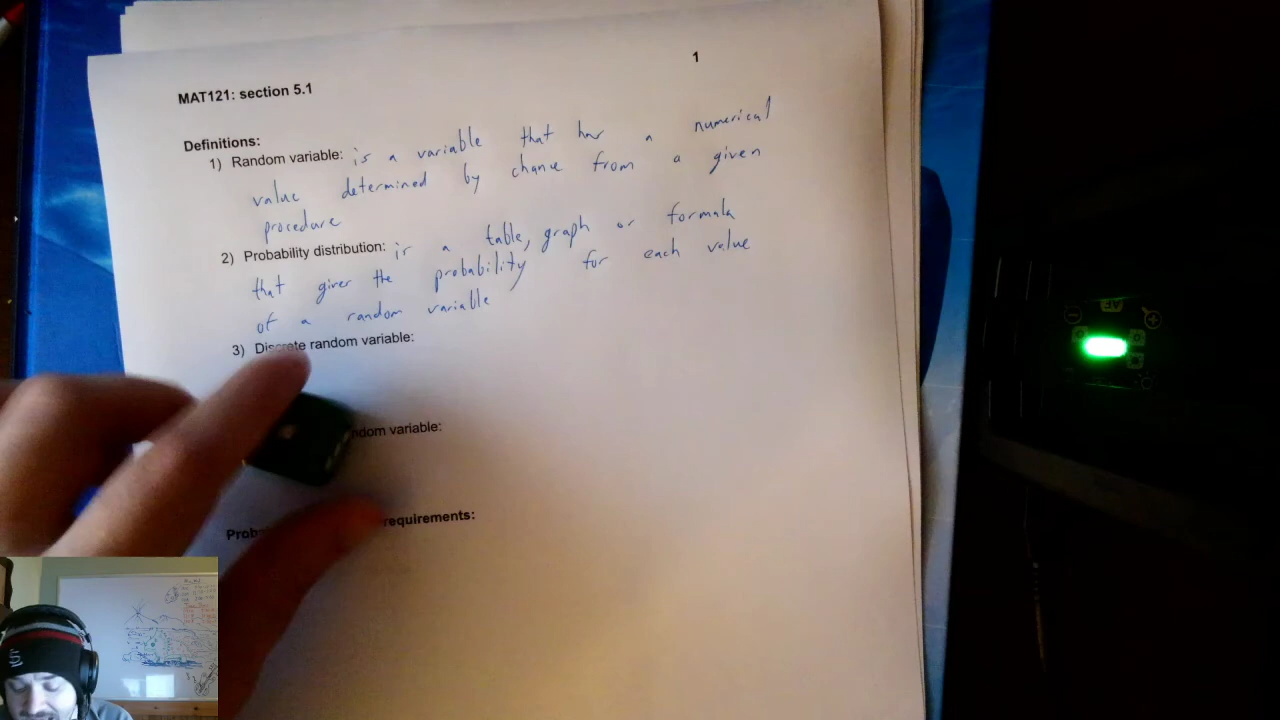 1
MAT121: section 5.1
Definitions:
1) Random variable: is a variable that has a numerical
value determined by chance from a given
procedure
2) Probability distribution: is a table, graph or formula
that gives the probability for each value
of a random variable
3) Discrete random variable:
variable:
requirements: